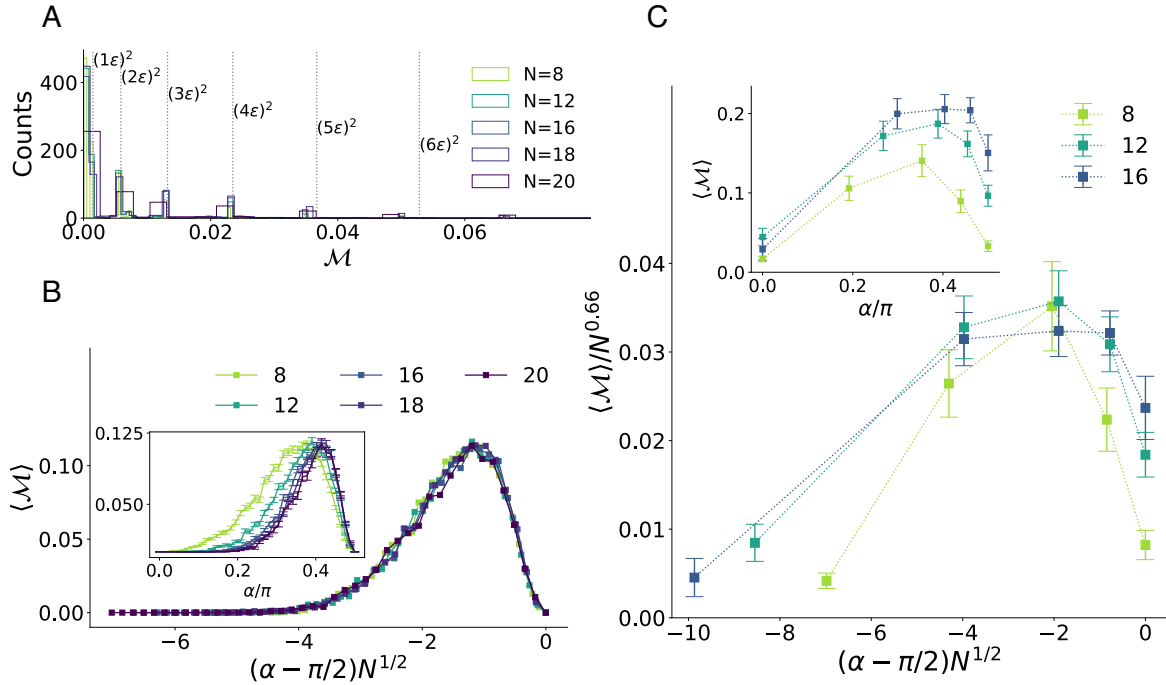 A
Counts
400
200
0
(1ε)²
(2ε)²
(3ε)²
(4ε)²
(5ε)²
(6ε)²
N=8
N=12
N=16
N=18
N=20
0.00
0.02
0.04
0.06
ℳ
B
⟨ℳ⟩
0.10
0.05
0.00
8
12
16
18
20
0.125
0.050
0.0
0.2
0.4
α/π
−6
−4
−2
0
(α − π/2)N^{1/2}
C
⟨ℳ⟩/N^{0.66}
0.04
0.03
0.02
0.01
0.00
⟨ℳ⟩
0.2
0.1
0.0
0.0
0.2
0.4
α/π
8
12
16
−10
−8
−6
−4
−2
0
(α − π/2)N^{1/2}